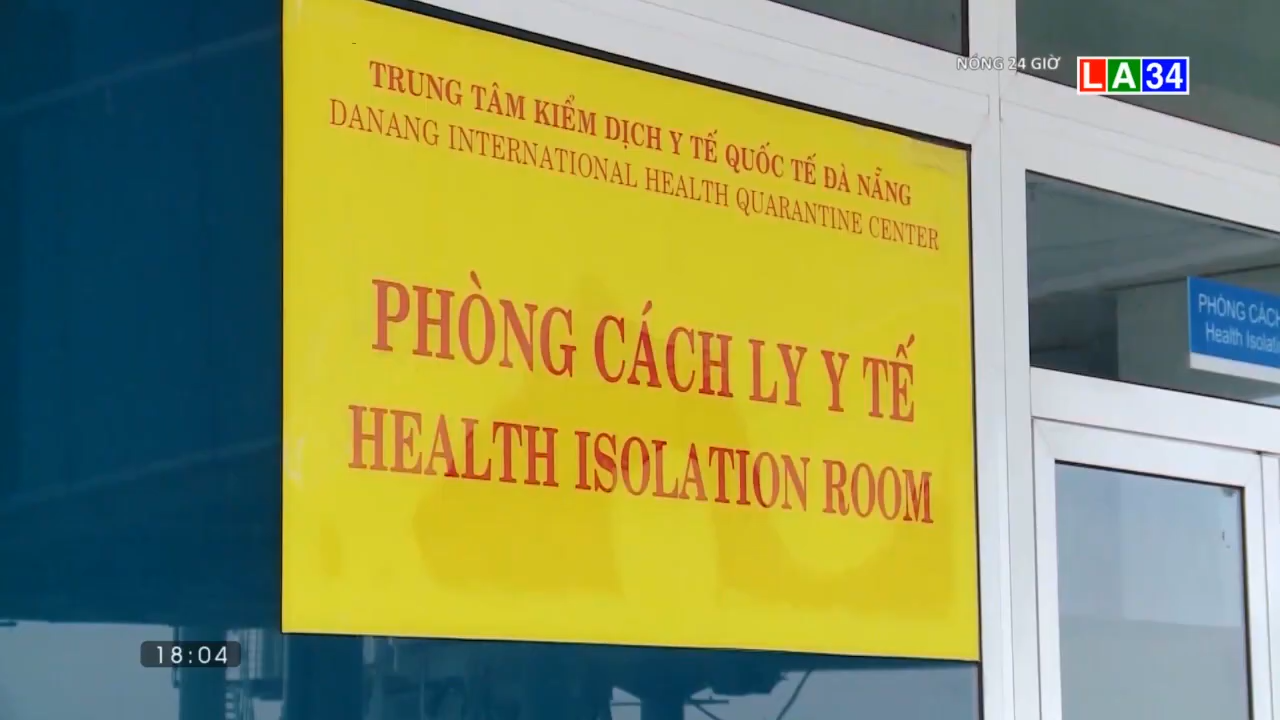 NÓNG 24 GIỜ
LA34
TRUNG TÂM KIỂM DỊCH Y TẾ QUỐC TẾ ĐÀ NẴNG
DANANG INTERNATIONAL HEALTH QUARANTINE CENTER
PHÒNG CÁCH LY Y TẾ
HEALTH ISOLATION ROOM
PHÒNG CÁCH
Health
18:04